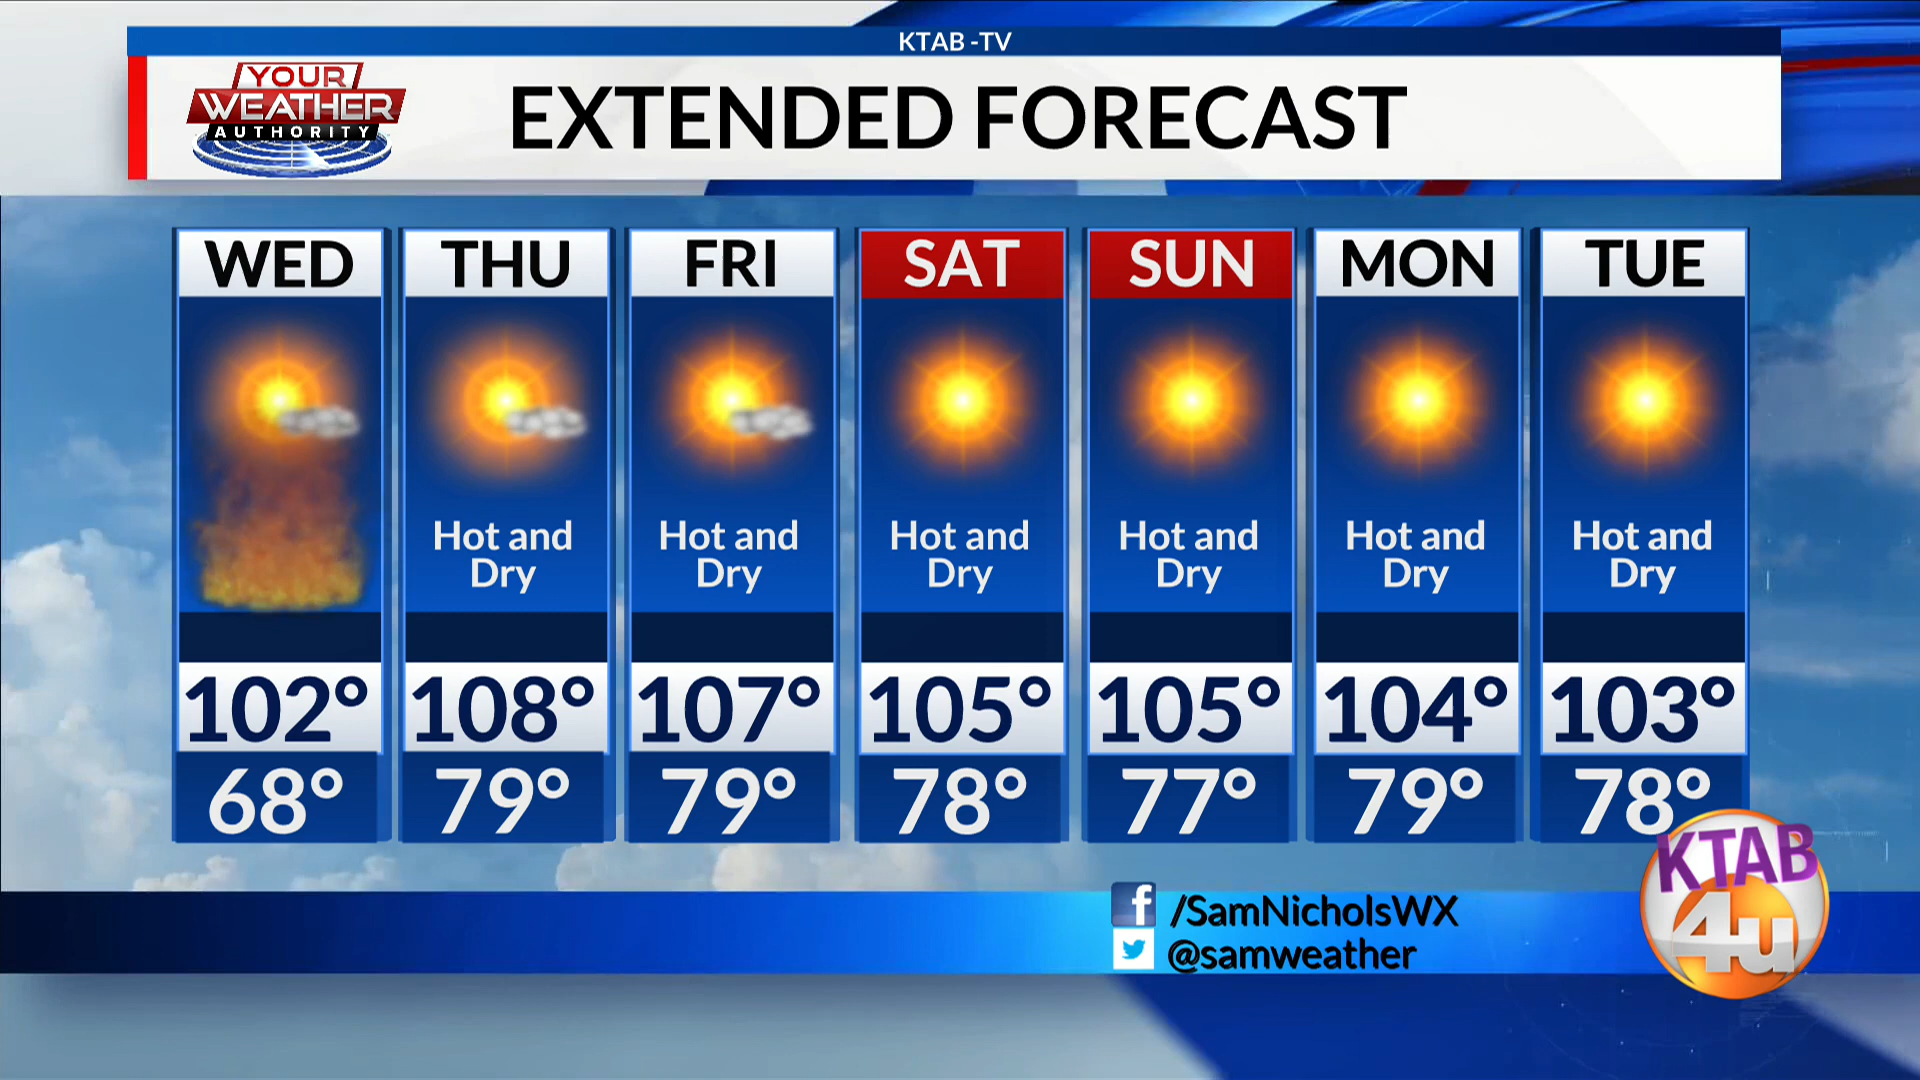 KTAB -TV
YOUR
WEATHER
AUTHORITY
EXTENDED FORECAST
WED THU FRI SAT SUN MON TUE
Hot and Hot and Hot and Hot and Hot and Hot and
Dry Dry Dry Dry Dry Dry
102° 108° 107° 105° 105° 104° 103°
68° 79° 79° 78° 77° 79° 78°
KTAB
4u
f /SamNicholsWX
@samweather